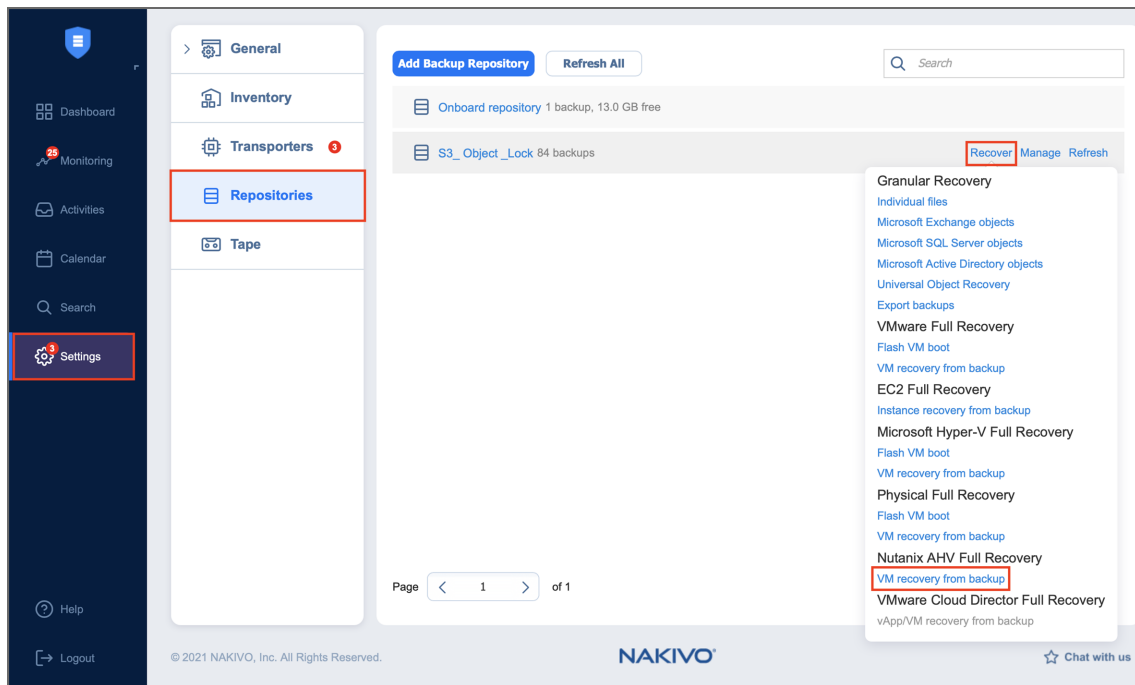 Dashboard
25
Monitoring
Activities
Calendar
Search
3
Settings
Help
Logout
General
Inventory
Transporters 3
Repositories
Tape
Add Backup Repository Refresh All Search
Onboard repository 1 backup, 13.0 GB free
S3_ Object _Lock 84 backups Recover Manage Refresh
Granular Recovery
Individual files
Microsoft Exchange objects
Microsoft SQL Server objects
Microsoft Active Directory objects
Universal Object Recovery
Export backups
VMware Full Recovery
Flash VM boot
VM recovery from backup
EC2 Full Recovery
Instance recovery from backup
Microsoft Hyper-V Full Recovery
Flash VM boot
VM recovery from backup
Physical Full Recovery
Flash VM boot
VM recovery from backup
Nutanix AHV Full Recovery
VM recovery from backup
VMware Cloud Director Full Recovery
vApp/VM recovery from backup
Page 1 of 1
© 2021 NAKIVO, Inc. All Rights Reserved. NAKIVO® Chat with us